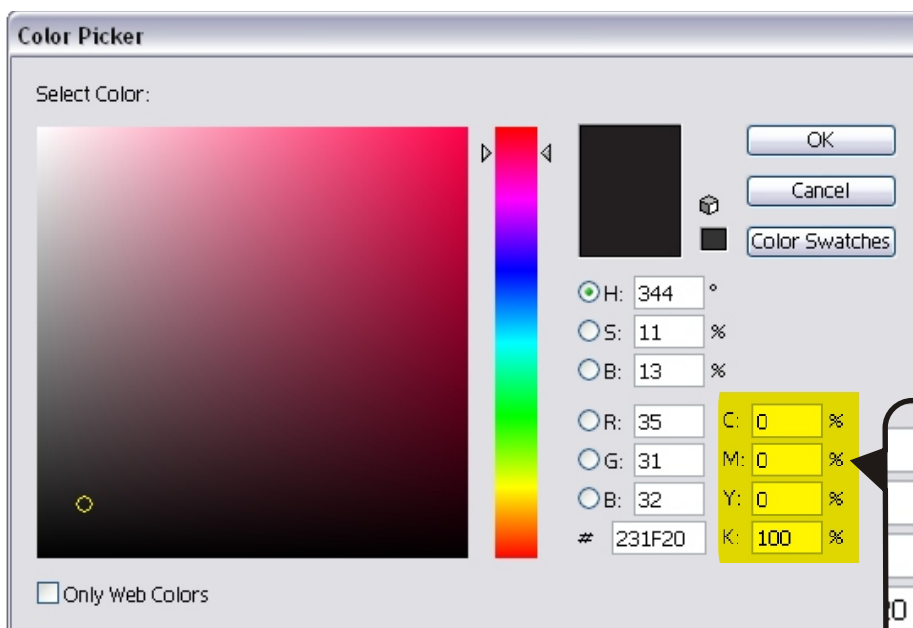 Color Picker
Select Color:
OK
Cancel
Color Swatches
H: 344 °
S: 11 %
B: 13 %
R: 35 C: 0 %
G: 31 M: 0 %
B: 32 Y: 0 %
# 231F20 K: 100 %
Only Web Colors